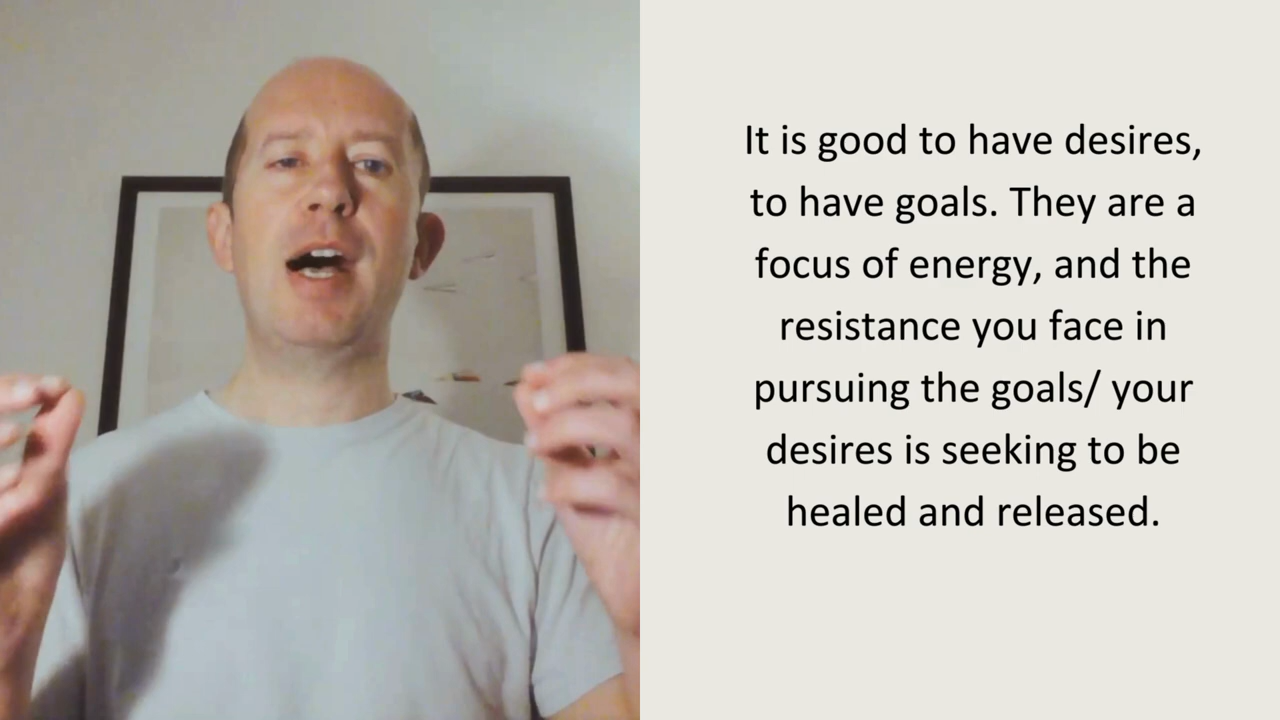 It is good to have desires,
to have goals. They are a
focus of energy, and the
resistance you face in
pursuing the goals/ your
desires is seeking to be
healed and released.